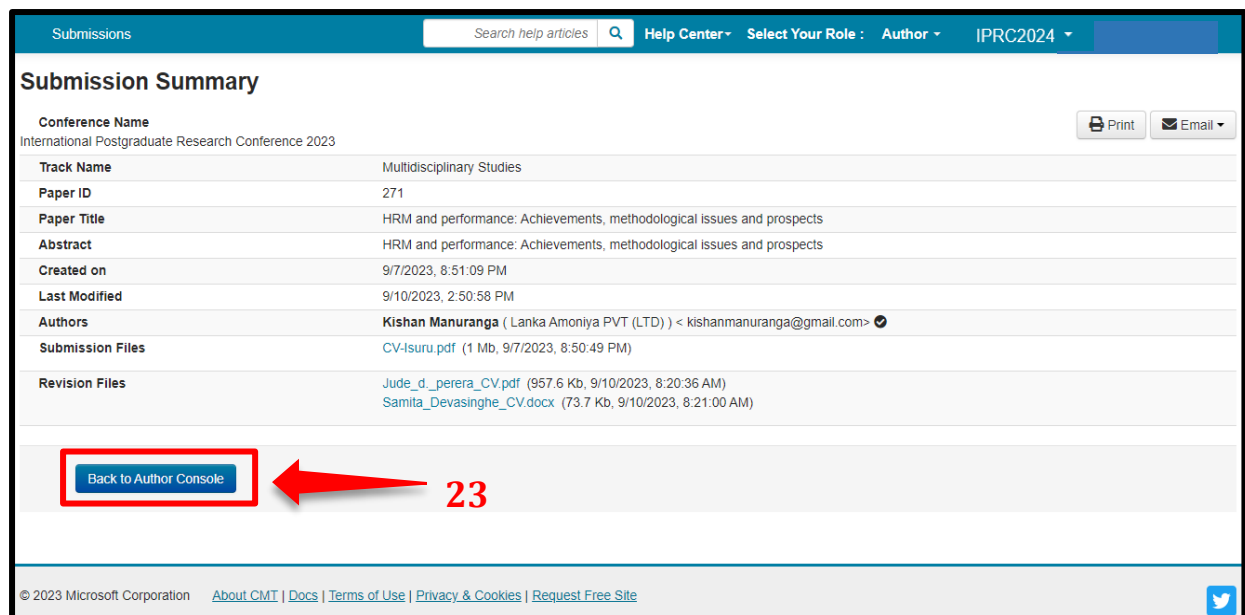 Submissions Search help articles Help Center Select Your Role : Author IPRC2024
Submission Summary
Conference Name
International Postgraduate Research Conference 2023
Print Email
Track Name Multidisciplinary Studies
Paper ID 271
Paper Title HRM and performance: Achievements, methodological issues and prospects
Abstract HRM and performance: Achievements, methodological issues and prospects
Created on 9/7/2023, 8:51:09 PM
Last Modified 9/10/2023, 2:50:58 PM
Authors Kishan Manuranga ( Lanka Amoniya PVT (LTD) ) < kishanmanuranga@gmail.com>
Submission Files CV-Isuru.pdf (1 Mb, 9/7/2023, 8:50:49 PM)
Revision Files Jude_d._perera_CV.pdf (957.6 Kb, 9/10/2023, 8:20:36 AM)
Samita_Devasinghe_CV.docx (73.7 Kb, 9/10/2023, 8:21:00 AM)
Back to Author Console
23
© 2023 Microsoft Corporation About CMT | Docs | Terms of Use | Privacy & Cookies | Request Free Site